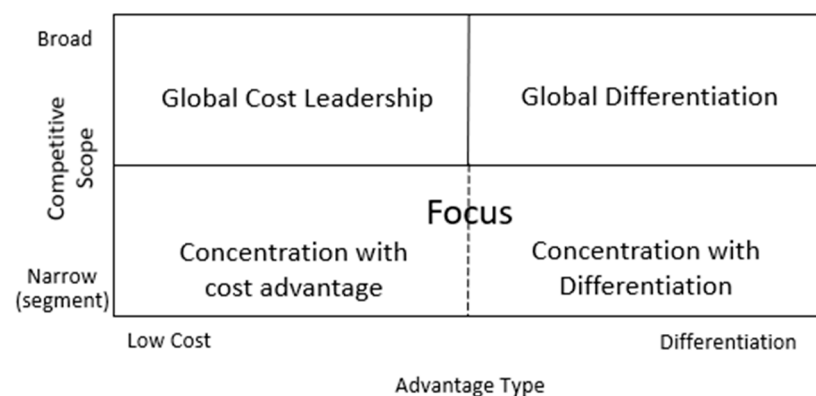 Broad
Global Cost Leadership
Global Differentiation
Competitive
Scope
Focus
Concentration with
cost advantage
Concentration with
Differentiation
Narrow
(segment)
Low Cost
Differentiation
Advantage Type